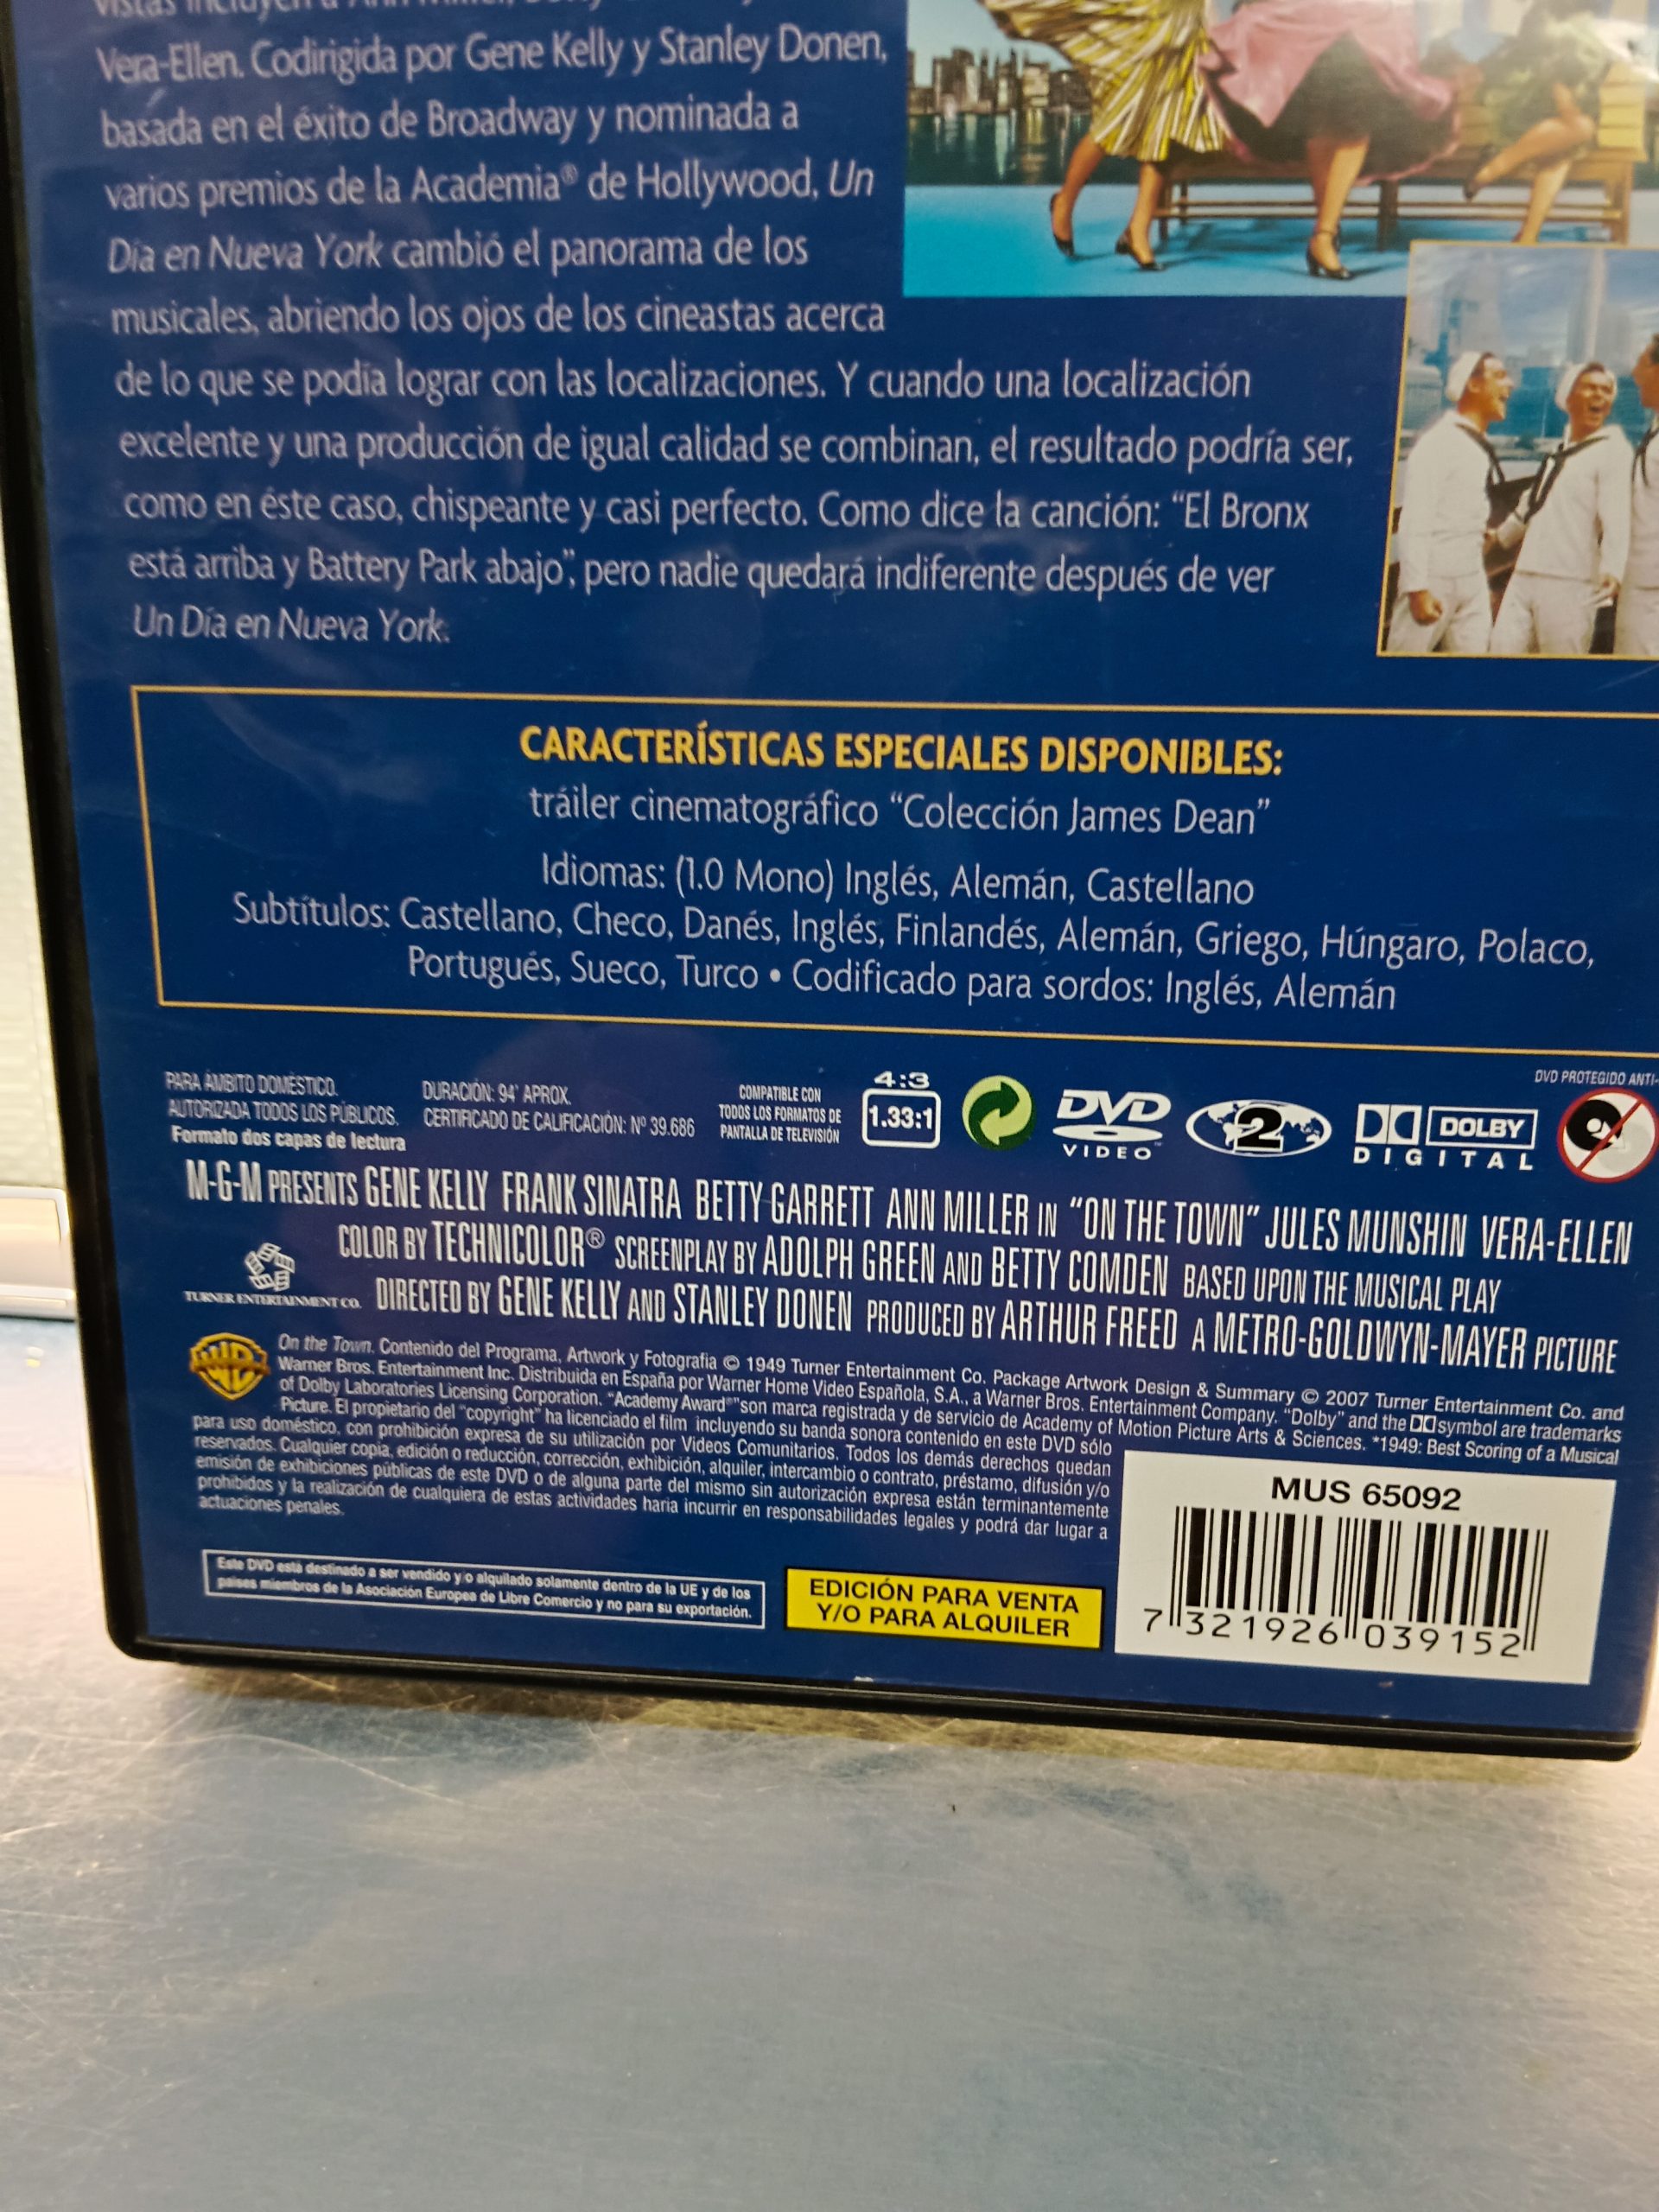 Vera-Ellen. Codirigida por Gene Kelly y Stanley Donen,
basada en el éxito de Broadway y nominada a
varios premios de la Academia® de Hollywood, Un
Día en Nueva York cambió el panorama de los
musicales, abriendo los ojos de los cineastas acerca
de lo que se podía lograr con las localizaciones. Y cuando una localización
excelente y una producción de igual calidad se combinan, el resultado podría ser,
como en éste caso, chispeante y casi perfecto. Como dice la canción: “El Bronx
está arriba y Battery Park abajo”, pero nadie quedará indiferente después de ver
Un Día en Nueva York.
CARACTERÍSTICAS ESPECIALES DISPONIBLES:
tráiler cinematográfico “Colección James Dean”
Idiomas: (1.0 Mono) Inglés, Alemán, Castellano
Subtítulos: Castellano, Checo, Danés, Inglés, Finlandés, Alemán, Griego, Húngaro, Polaco,
Portugués, Sueco, Turco • Codificado para sordos: Inglés, Alemán
PARA ÁMBITO DOMÉSTICO.
AUTORIZADA TODOS LOS PÚBLICOS.
Formato dos capas de lectura
DURACIÓN: 94' APROX.
CERTIFICADO DE CALIFICACIÓN: Nº 39.686
COMPATIBLE CON
TODOS LOS FORMATOS DE
PANTALLA DE TELEVISIÓN
4:3
1.33:1
DVD
VIDEO
2
DOLBY
DIGITAL
DVD PROTEGIDO ANTI-
M-G-M PRESENTS GENE KELLY FRANK SINATRA BETTY GARRETT ANN MILLER IN “ON THE TOWN” JULES MUNSHIN VERA-ELLEN
COLOR BY TECHNICOLOR® SCREENPLAY BY ADOLPH GREEN AND BETTY COMDEN BASED UPON THE MUSICAL PLAY
TURNER ENTERTAINMENT CO. DIRECTED BY GENE KELLY AND STANLEY DONEN PRODUCED BY ARTHUR FREED A METRO-GOLDWYN-MAYER PICTURE
On the Town. Contenido del Programa, Artwork y Fotografia © 1949 Turner Entertainment Co. Package Artwork Design & Summary © 2007 Turner Entertainment Co. and
Warner Bros. Entertainment Inc. Distribuida en España por Warner Home Video Española, S.A., a Warner Bros. Entertainment Company. "Dolby" and the symbol are trademarks
of Dolby Laboratories Licensing Corporation. "Academy Award®" son marca registrada y de servicio de Academy of Motion Picture Arts & Sciences. *1949: Best Scoring of a Musical
Picture. El propietario del "copyright" ha licenciado el film incluyendo su banda sonora contenido en este DVD sólo
para uso doméstico, con prohibición expresa de su utilización por Videos Comunitarios. Todos los demás derechos quedan
reservados. Cualquier copia, edición o reducción, corrección, exhibición, alquiler, intercambio o contrato, préstamo, difusión y/o
emisión de exhibiciones públicas de este DVD o de alguna parte del mismo sin autorización expresa están terminantemente
prohibidos y la realización de cualquiera de estas actividades haria incurrir en responsabilidades legales y podrá dar lugar a
actuaciones penales.
MUS 65092
7 321926 039152
Este DVD está destinado a ser vendido y/o alquilado solamente dentro de la UE y de los
países miembros de la Asociación Europea de Libre Comercio y no para su exportación.
EDICIÓN PARA VENTA
Y/O PARA ALQUILER